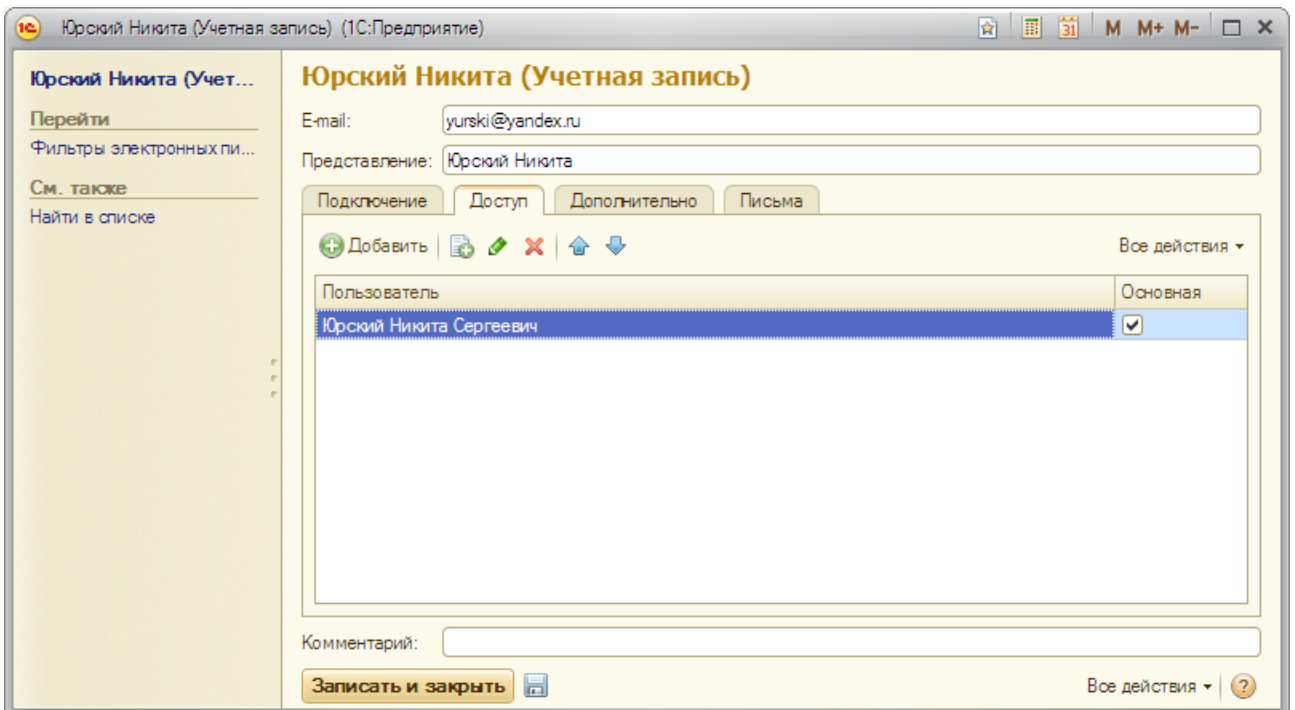 Юрский Никита (Учетная запись) (1С:Предприятие)
31 M M+ M-
Юрский Никита (Учет...
Перейти
Фильтры электронных пи...
См. также
Найти в списке
Юрский Никита (Учетная запись)
E-mail: yurski@yandex.ru
Представление: Юрский Никита
Подключение Доступ Дополнительно Письма
Добавить Все действия
Пользователь Основная
Юрский Никита Сергеевич
Комментарий:
Записать и закрыть Все действия ?